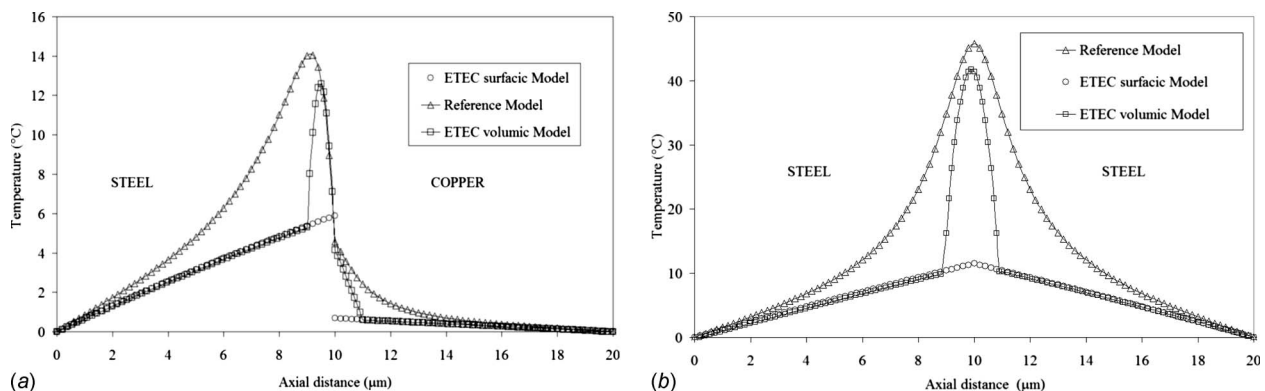 16
14
12
10
8
6
4
2
0
Temperature (°C)
ETEC surfacic Model
Reference Model
ETEC volumic Model
STEEL
COPPER
0 2 4 6 8 10 12 14 16 18 20
Axial distance (µm)
(a)
50
40
30
20
10
0
Temperature (°C)
Reference Model
ETEC surfacic Model
ETEC volumic Model
STEEL
STEEL
0 2 4 6 8 10 12 14 16 18 20
Axial distance (µm)
(b)